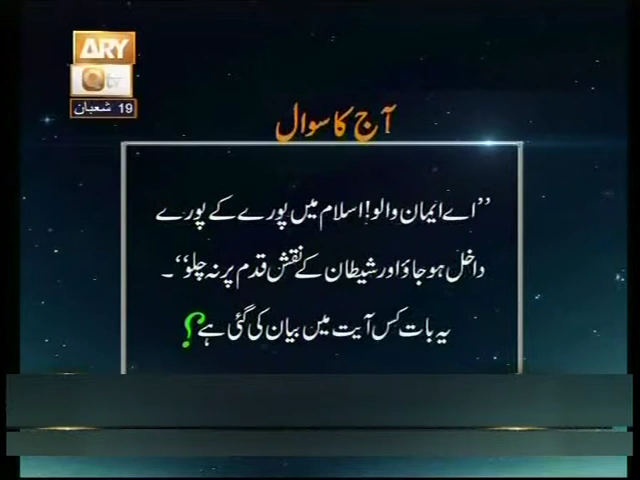 ARY
Qtv
19 شعبان
آج کا سوال
’’اے ایمان والو! اسلام میں پورے کے پورے
داخل ہو جاؤ اور شیطان کے نقش قدم پر نہ چلو‘‘۔
یہ بات کس آیت میں بیان کی گئی ہے؟